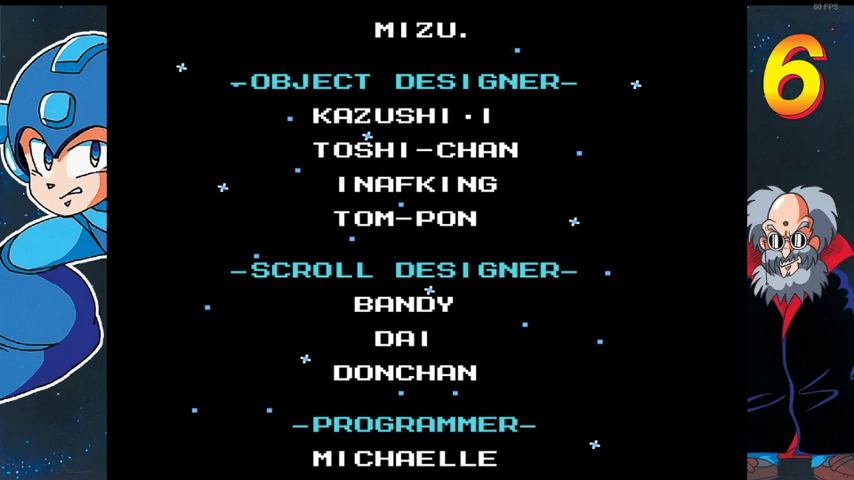 60 FPS
MIZU.
-OBJECT DESIGNER-
KAZUSHI·I
TOSHI-CHAN
INAFKING
TOM-PON
-SCROLL DESIGNER-
BANDY
DAI
DONCHAN
-PROGRAMMER-
MICHAELLE
6